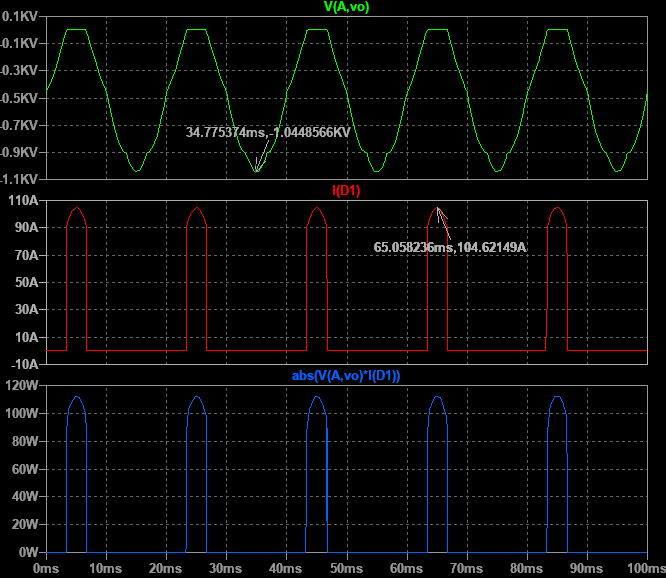 V(A,vo)
0.1KV
-0.1KV
-0.3KV
-0.5KV
-0.7KV
-0.9KV
-1.1KV
34.775374ms,-1.0448566KV
I(D1)
110A
90A
70A
50A
30A
10A
-10A
65.058236ms,104.62149A
abs(V(A,vo)*I(D1))
120W
100W
80W
60W
40W
20W
0W
0ms 10ms 20ms 30ms 40ms 50ms 60ms 70ms 80ms 90ms 100ms